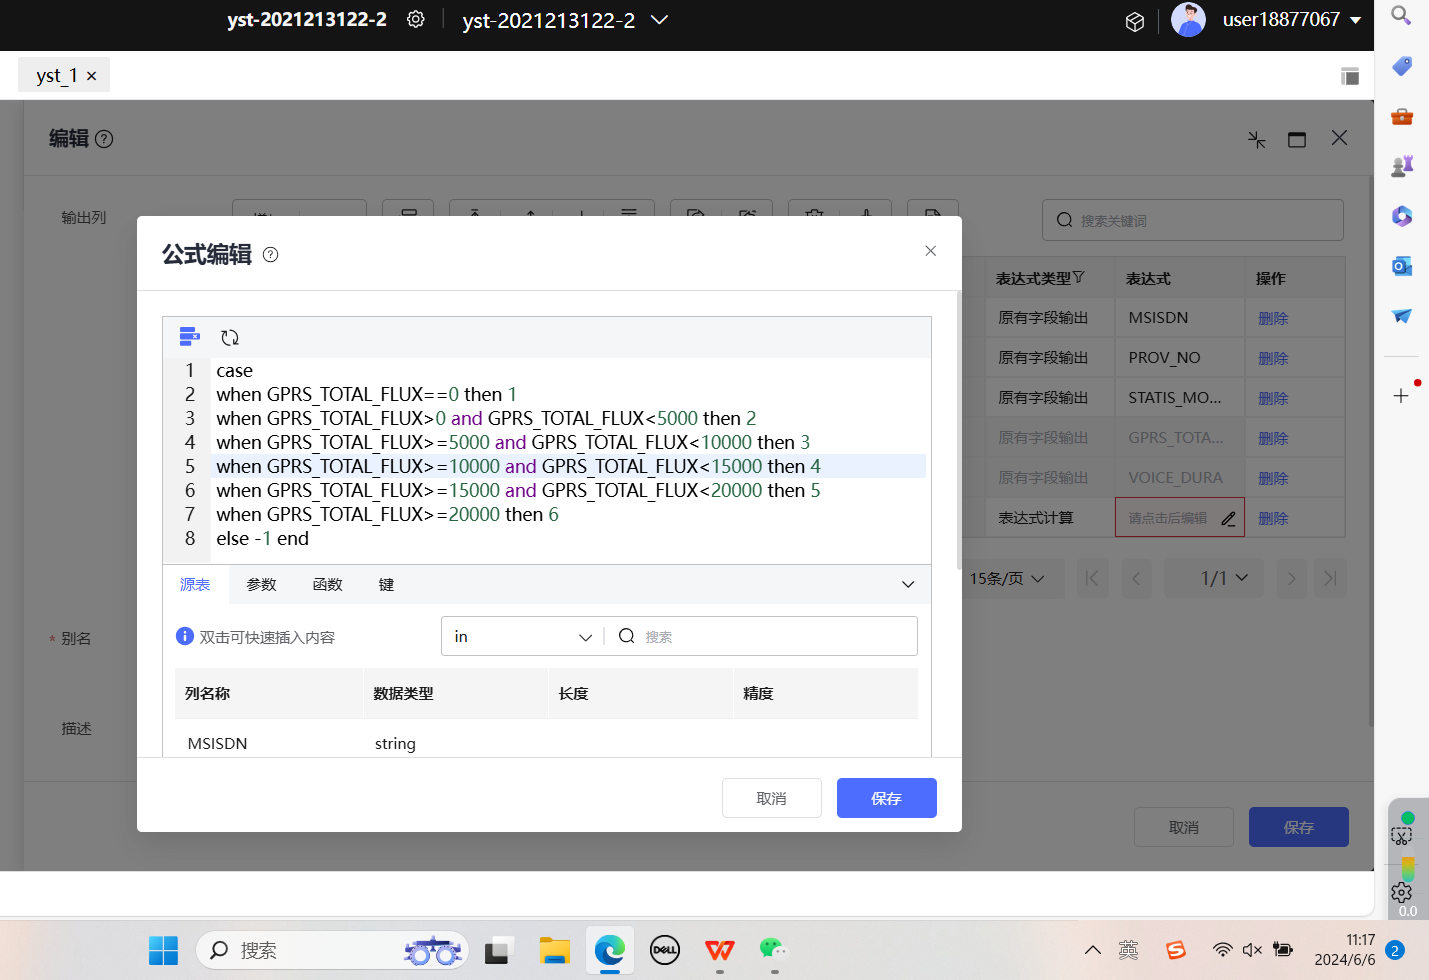 yst-2021213122-2
yst-2021213122-2
user18877067
yst_1 ×
编辑
输出列
搜索关键词
公式编辑
表达式类型
表达式
操作
原有字段输出
MSISDN
删除
原有字段输出
PROV_NO
删除
原有字段输出
STATIS_MO...
删除
原有字段输出
GPRS_TOTA...
删除
原有字段输出
VOICE_DURA
删除
表达式计算
请点击后编辑
删除
1 case
2 when GPRS_TOTAL_FLUX==0 then 1
3 when GPRS_TOTAL_FLUX>0 and GPRS_TOTAL_FLUX<5000 then 2
4 when GPRS_TOTAL_FLUX>=5000 and GPRS_TOTAL_FLUX<10000 then 3
5 when GPRS_TOTAL_FLUX>=10000 and GPRS_TOTAL_FLUX<15000 then 4
6 when GPRS_TOTAL_FLUX>=15000 and GPRS_TOTAL_FLUX<20000 then 5
7 when GPRS_TOTAL_FLUX>=20000 then 6
8 else -1 end
源表 参数 函数 键
15条/页
1/1
* 别名
双击可快速插入内容
in
搜索
列名称 数据类型 长度 精度
描述
MSISDN string
取消 保存
取消 保存
0.0
搜索
DELL
英
11:17
2024/6/6
2